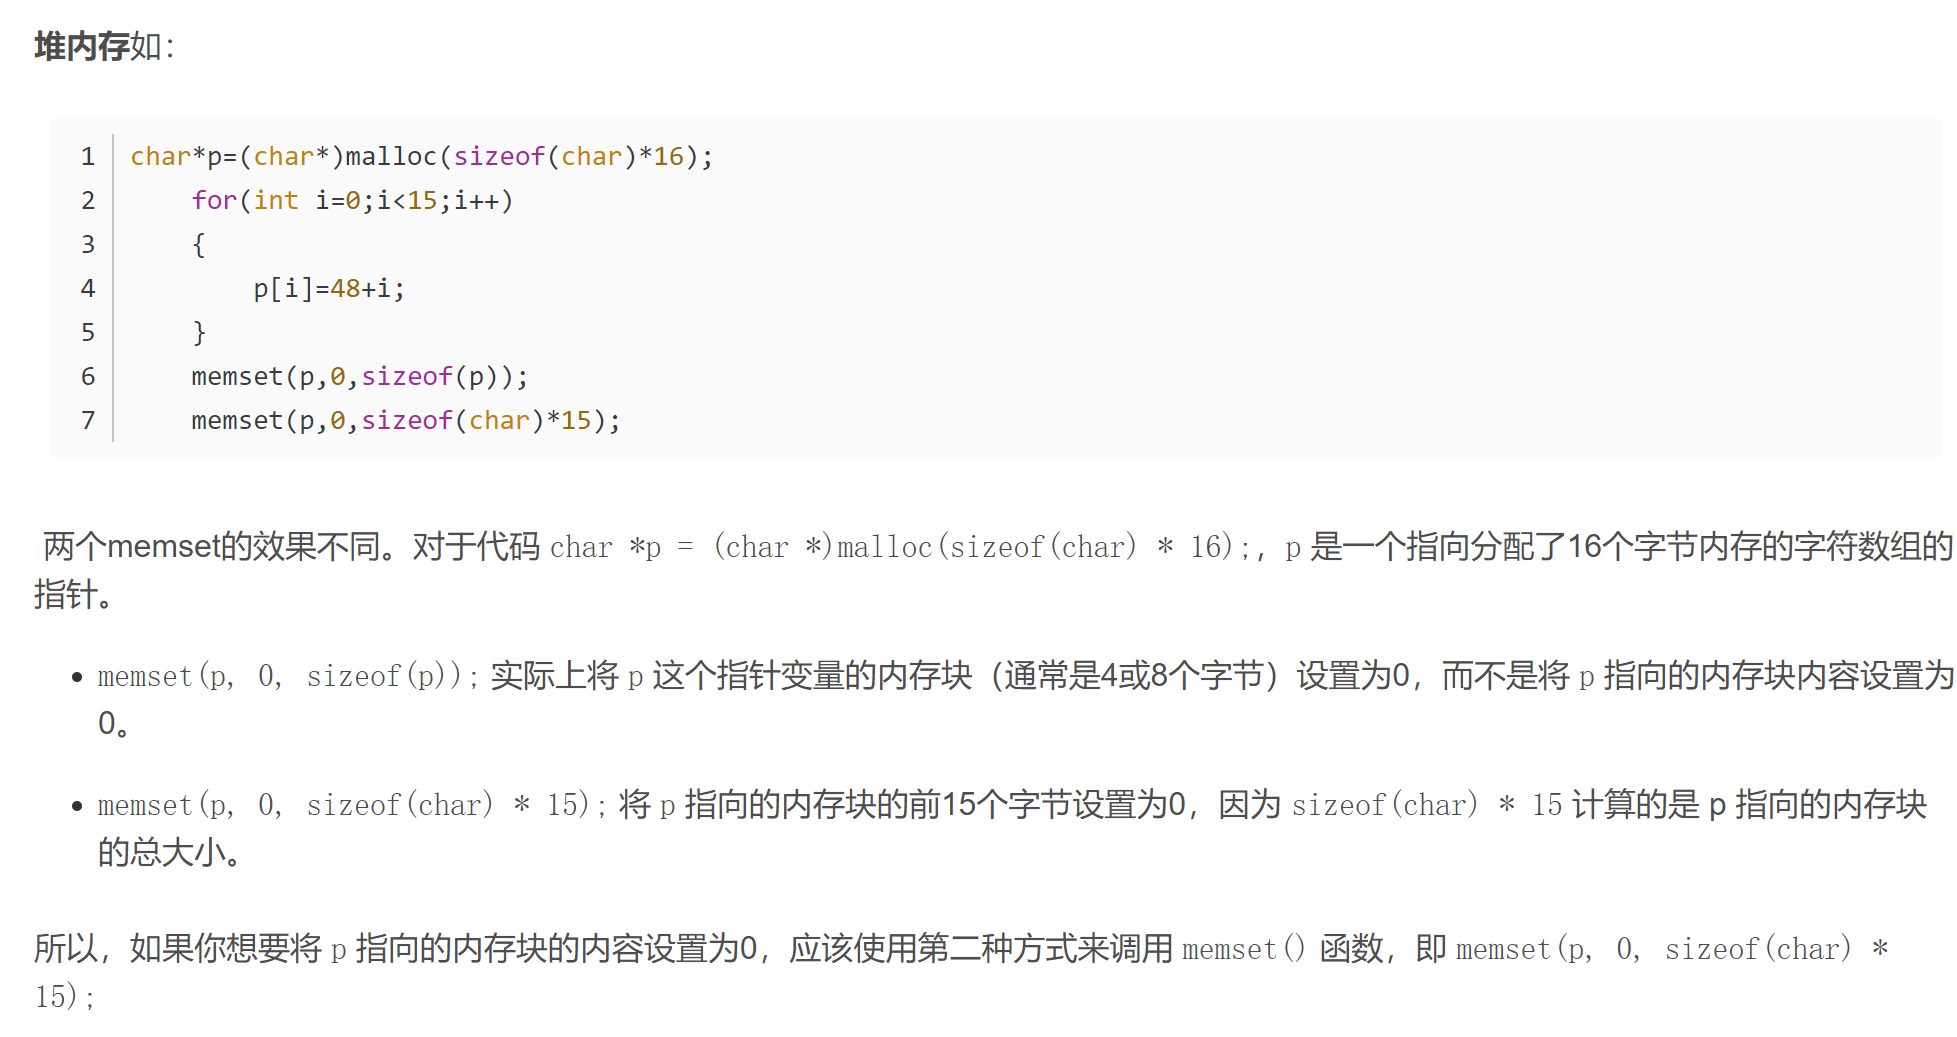 堆内存如：
1 char*p=(char*)malloc(sizeof(char)*16);
2 for(int i=0;i<15;i++)
3 {
4 p[i]=48+i;
5 }
6 memset(p,0,sizeof(p));
7 memset(p,0,sizeof(char)*15);
两个memset的效果不同。对于代码 char *p = (char *)malloc(sizeof(char) * 16);，p 是一个指向分配了16个字节内存的字符数组的
指针。
• memset(p, 0, sizeof(p)); 实际上将 p 这个指针变量的内存块（通常是4或8个字节）设置为0，而不是将 p 指向的内存块内容设置为
0。
• memset(p, 0, sizeof(char) * 15); 将 p 指向的内存块的前15个字节设置为0，因为 sizeof(char) * 15 计算的是 p 指向的内存块
的总大小。
所以，如果你想要将 p 指向的内存块的内容设置为0，应该使用第二种方式来调用 memset() 函数，即 memset(p, 0, sizeof(char) *
15);